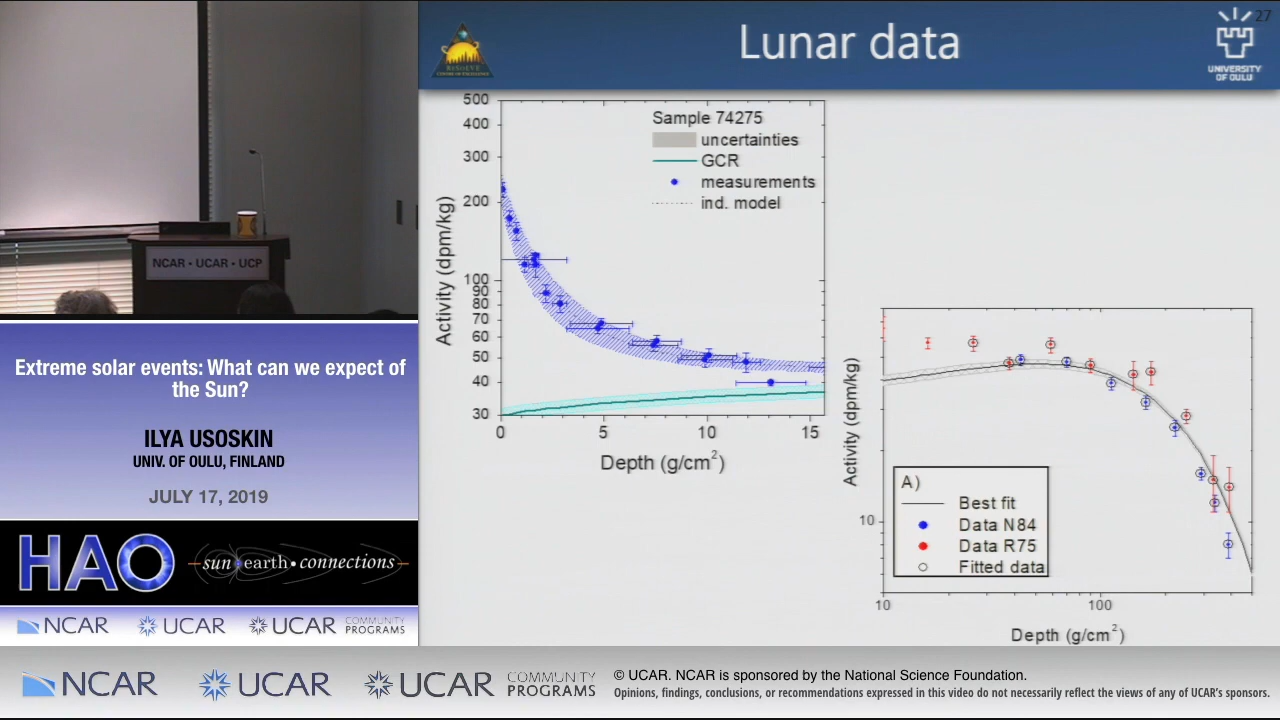 NCAR • UCAR • UCP
Extreme solar events: What can we expect of
the Sun?
ILYA USOSKIN
UNIV. OF OULU, FINLAND
JULY 17, 2019
HAO
sun earth • connections
NCAR
UCAR
UCAR
COMMUNITY
PROGRAMS
27
Lunar data
UNIVERSITY
OF OULU
500
400
300
200
100
90
80
70
60
50
40
30
Activity (dpm/kg)
Sample 74275
uncertainties
GCR
measurements
ind. model
0
5
10
15
Depth (g/cm²)
Activity (dpm/kg)
10
A)
Best fit
Data N84
Data R75
Fitted data
10
100
Depth (g/cm²)
NCAR
UCAR
UCAR
COMMUNITY
PROGRAMS
© UCAR. NCAR is sponsored by the National Science Foundation.
Opinions, findings, conclusions, or recommendations expressed in this video do not necessarily reflect the views of any of UCAR's sponsors.